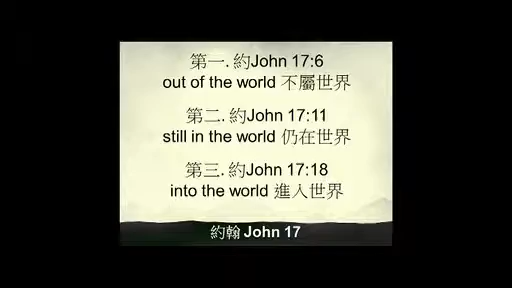 第一. 約John 17:6
out of the world 不屬世界
第二. 約John 17:11
still in the world 仍在世界
第三. 約John 17:18
into the world 進入世界
約翰 John 17